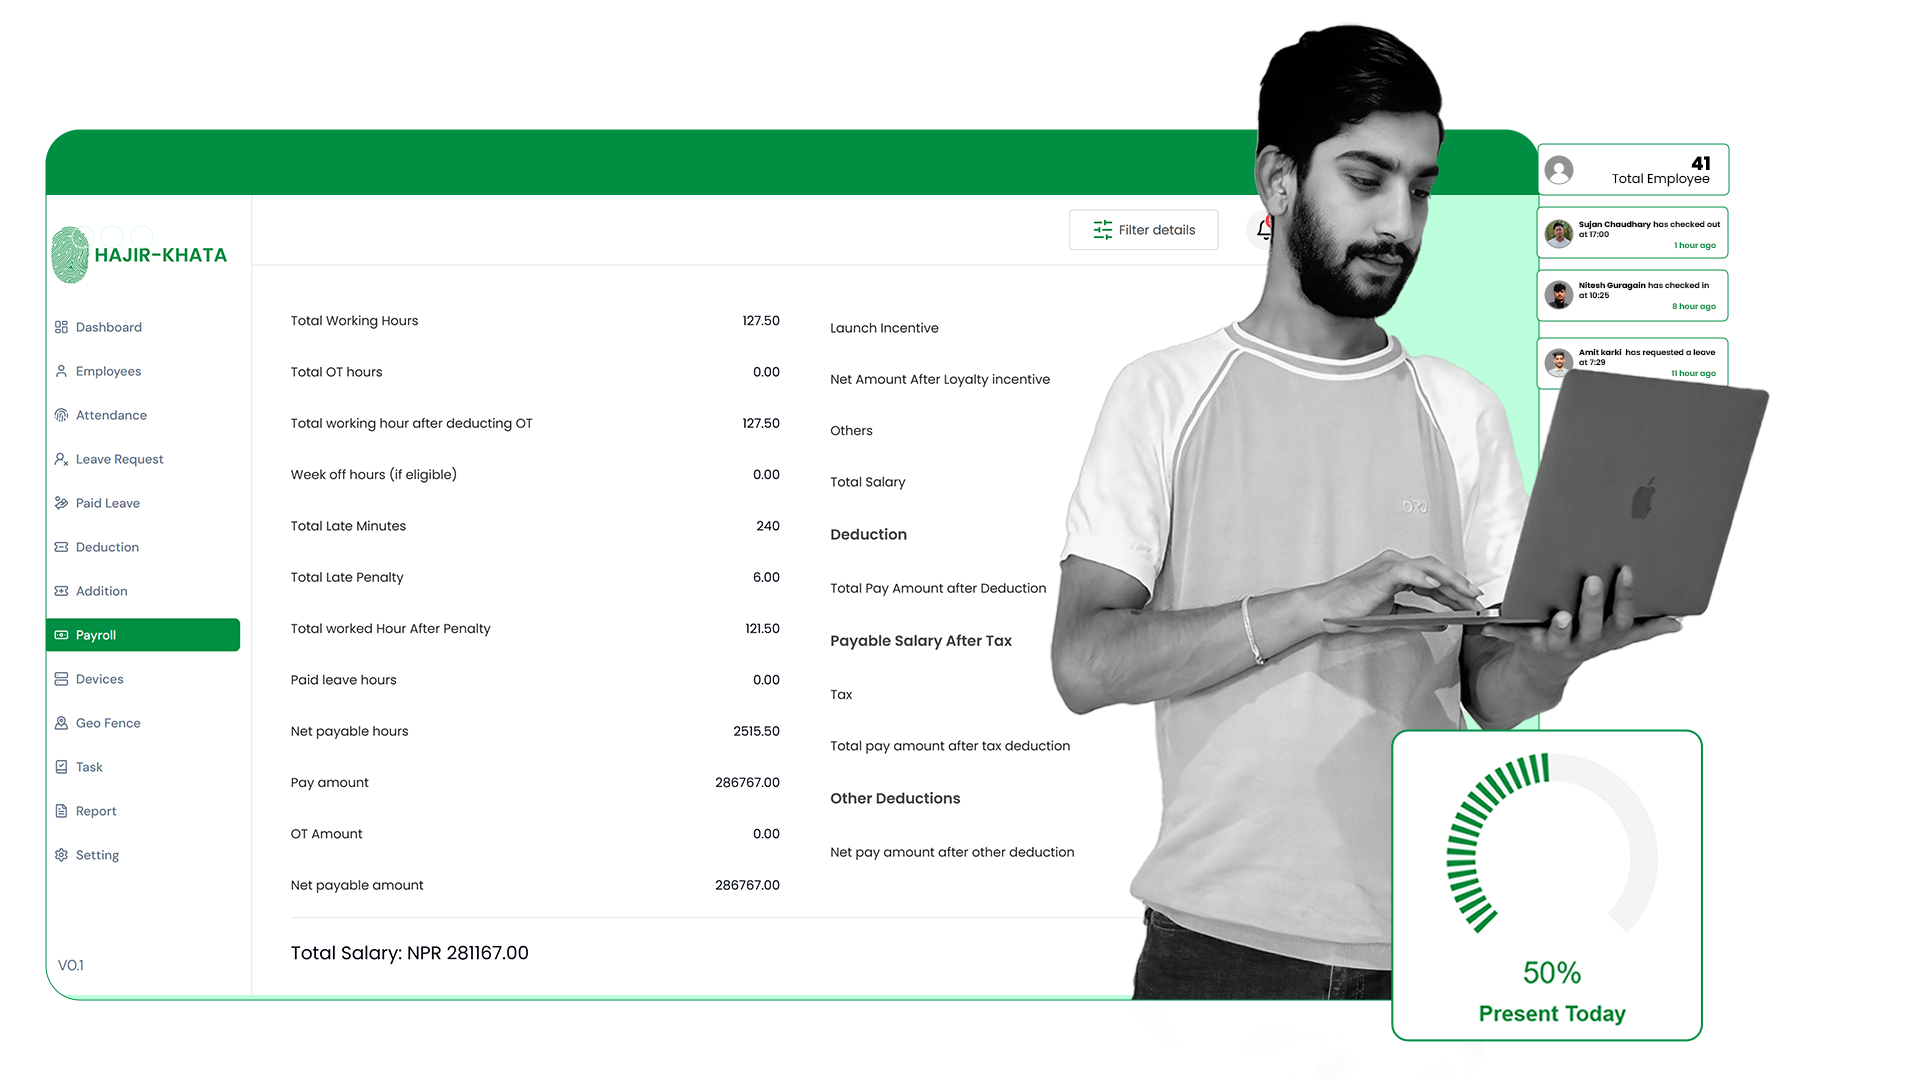 HAJIR-KHATA
Dashboard
Employees
Attendance
Leave Request
Paid Leave
Deduction
Addition
Payroll
Devices
Geo Fence
Task
Report
Setting
V0.1
Filter details
Total Working Hours 127.50
Total OT hours 0.00
Total working hour after deducting OT 127.50
Week off hours (if eligible) 0.00
Total Late Minutes 240
Total Late Penalty 6.00
Total worked Hour After Penalty 121.50
Paid leave hours 0.00
Net payable hours 2515.50
Pay amount 286767.00
OT Amount 0.00
Net payable amount 286767.00
Total Salary: NPR 281167.00
Launch Incentive
Net Amount After Loyalty incentive
Others
Total Salary
Deduction
Total Pay Amount after Deduction
Payable Salary After Tax
Tax
Total pay amount after tax deduction
Other Deductions
Net pay amount after other deduction
41
Total Employee
Sujan Chaudhary has checked out
at 17:00
1 hour ago
Nitesh Guragain has checked in
at 10:25
8 hour ago
Amit karki has requested a leave
at 7:29
11 hour ago
50%
Present Today